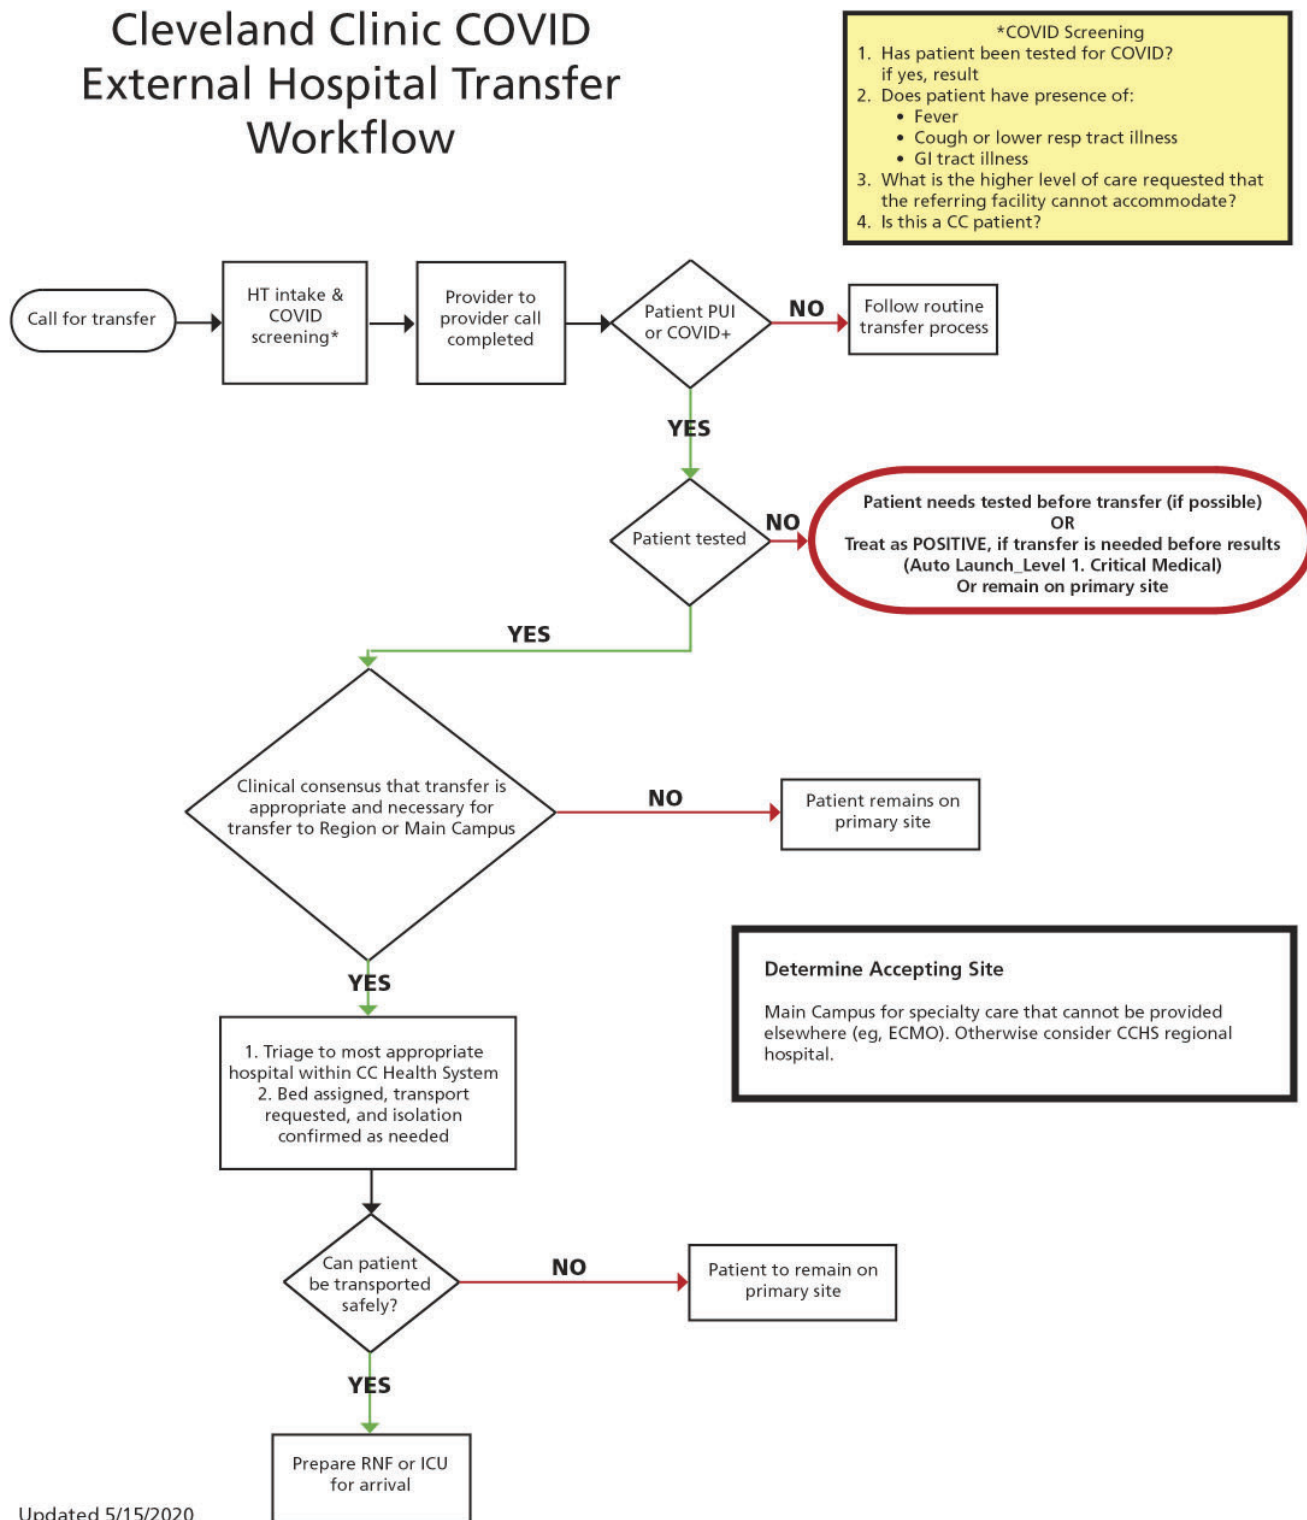 Cleveland Clinic COVID
External Hospital Transfer
Workflow
*COVID Screening
1. Has patient been tested for COVID?
if yes, result
2. Does patient have presence of:
• Fever
• Cough or lower resp tract illness
• GI tract illness
3. What is the higher level of care requested that
the referring facility cannot accommodate?
4. Is this a CC patient?
Call for transfer
HT intake &
COVID
screening*
Provider to
provider call
completed
Patient PUI
or COVID+
NO
Follow routine
transfer process
YES
Patient tested
NO
Patient needs tested before transfer (if possible)
OR
Treat as POSITIVE, if transfer is needed before results
(Auto Launch_Level 1. Critical Medical)
Or remain on primary site
YES
Clinical consensus that transfer is
appropriate and necessary for
transfer to Region or Main Campus
NO
Patient remains on
primary site
YES
Determine Accepting Site
Main Campus for specialty care that cannot be provided
elsewhere (eg, ECMO). Otherwise consider CCHS regional
hospital.
1. Triage to most appropriate
hospital within CC Health System
2. Bed assigned, transport
requested, and isolation
confirmed as needed
Can patient
be transported
safely?
NO
Patient to remain on
primary site
YES
Prepare RNF or ICU
for arrival
Updated 5/15/2020